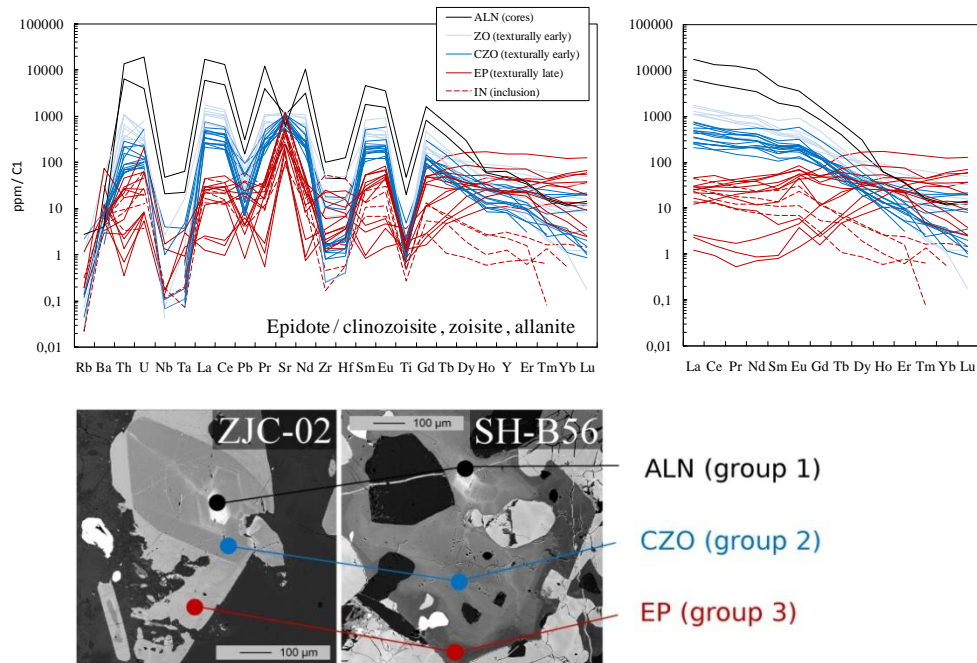 100000
10000
1000
100
10
1
0,1
0,01
ppm/ C1
ALN (cores)
ZO (texturally early)
CZO (texturally early)
EP (texturally late)
IN (inclusion)
Epidote / clinozoisite , zoisite , allanite
Rb Ba Th U Nb Ta La Ce Pb Pr Sr Nd Zr Hf Sm Eu Ti Gd Tb Dy Ho Y Er Tm Yb Lu
100000
10000
1000
100
10
1
0,1
0,01
La Ce Pr Nd Sm Eu Gd Tb Dy Ho Er Tm Yb Lu
ZJC-02
100 µm
100 µm
SH-B56
ALN (group 1)
CZO (group 2)
EP (group 3)